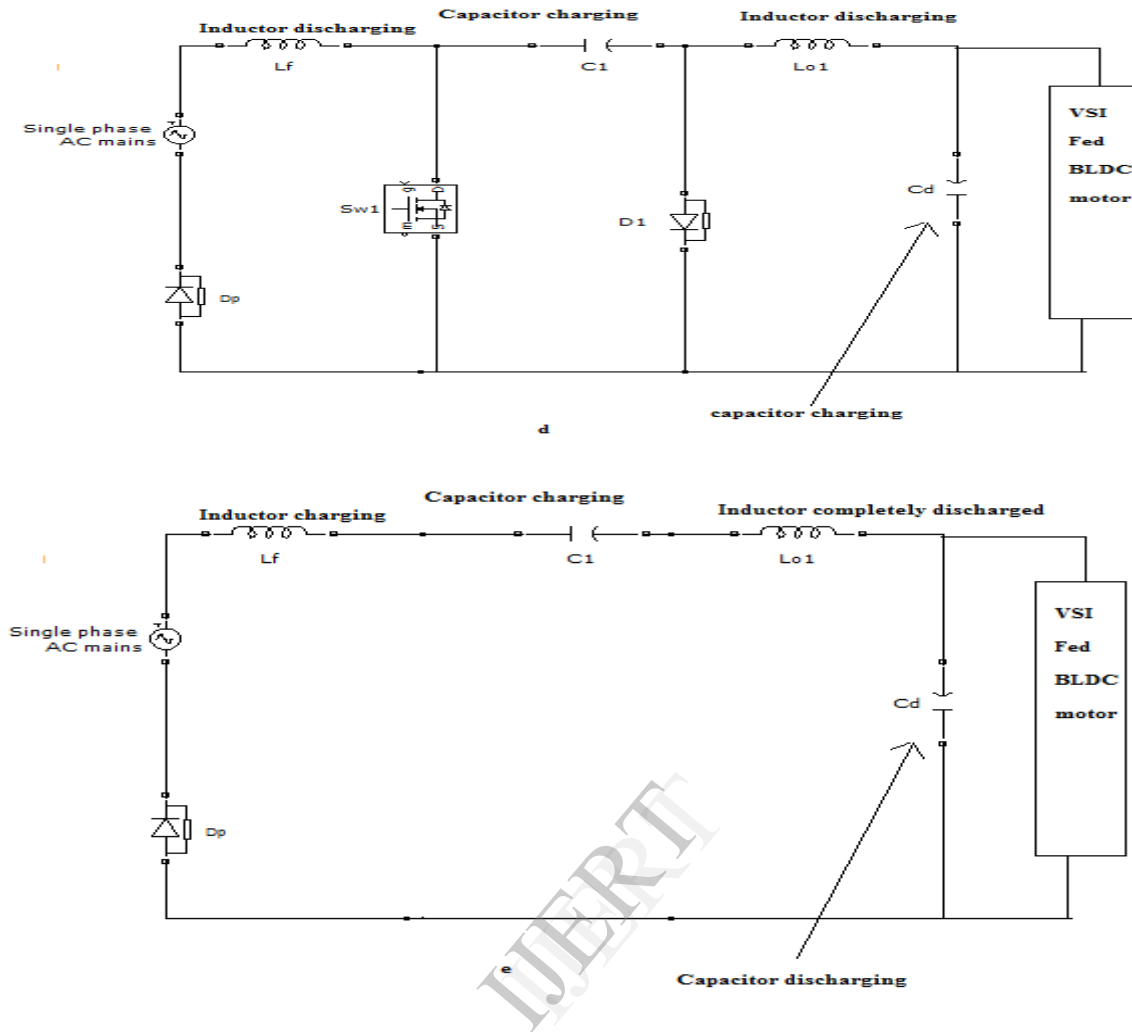 Capacitor charging
Inductor discharging
Inductor discharging
Lf
C1
Lo1
Single phase
AC mains
VSI
Fed
BLDC
motor
Sw1
g
D
m
S
D1
Cd
Dp
capacitor charging
d
Capacitor charging
Inductor charging
Inductor completely discharged
Lf
C1
Lo1
Single phase
AC mains
VSI
Fed
BLDC
motor
Cd
Dp
IJERT
e
Capacitor discharging